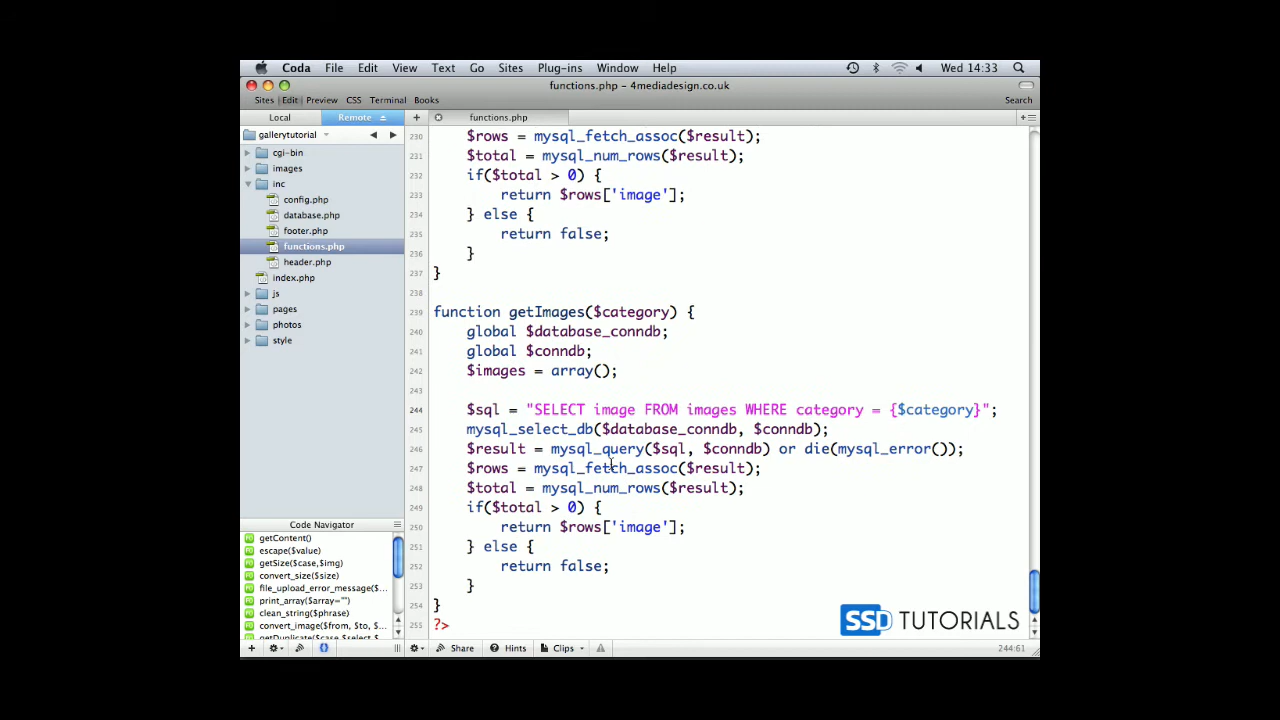 Coda File Edit View Text Go Sites Plug-ins Window Help Wed 14:33
functions.php – 4mediadesign.co.uk
Sites Edit Preview CSS Terminal Books Search
Local Remote functions.php
gallerytutorial
cgi-bin
images
inc
config.php
database.php
footer.php
functions.php
header.php
index.php
js
pages
photos
style
230 $rows = mysql_fetch_assoc($result);
231 $total = mysql_num_rows($result);
232 if($total > 0) {
233 return $rows['image'];
234 } else {
235 return false;
236 }
237 }
238
239 function getImages($category) {
240 global $database_conndb;
241 global $conndb;
242 $images = array();
243
244 $sql = "SELECT image FROM images WHERE category = {$category}";
245 mysql_select_db($database_conndb, $conndb);
246 $result = mysql_query($sql, $conndb) or die(mysql_error());
247 $rows = mysql_fetch_assoc($result);
248 $total = mysql_num_rows($result);
249 if($total > 0) {
250 return $rows['image'];
251 } else {
252 return false;
253 }
254 }
255 ?>
Code Navigator
getContent()
escape($value)
getSize($case,$img)
convert_size($size)
file_upload_error_message($...
print_array($array="")
clean_string($phrase)
convert_image($from, $to, $...
getDuplicate($case,$select,$
SSD TUTORIALS
Share Hints Clips 244:61